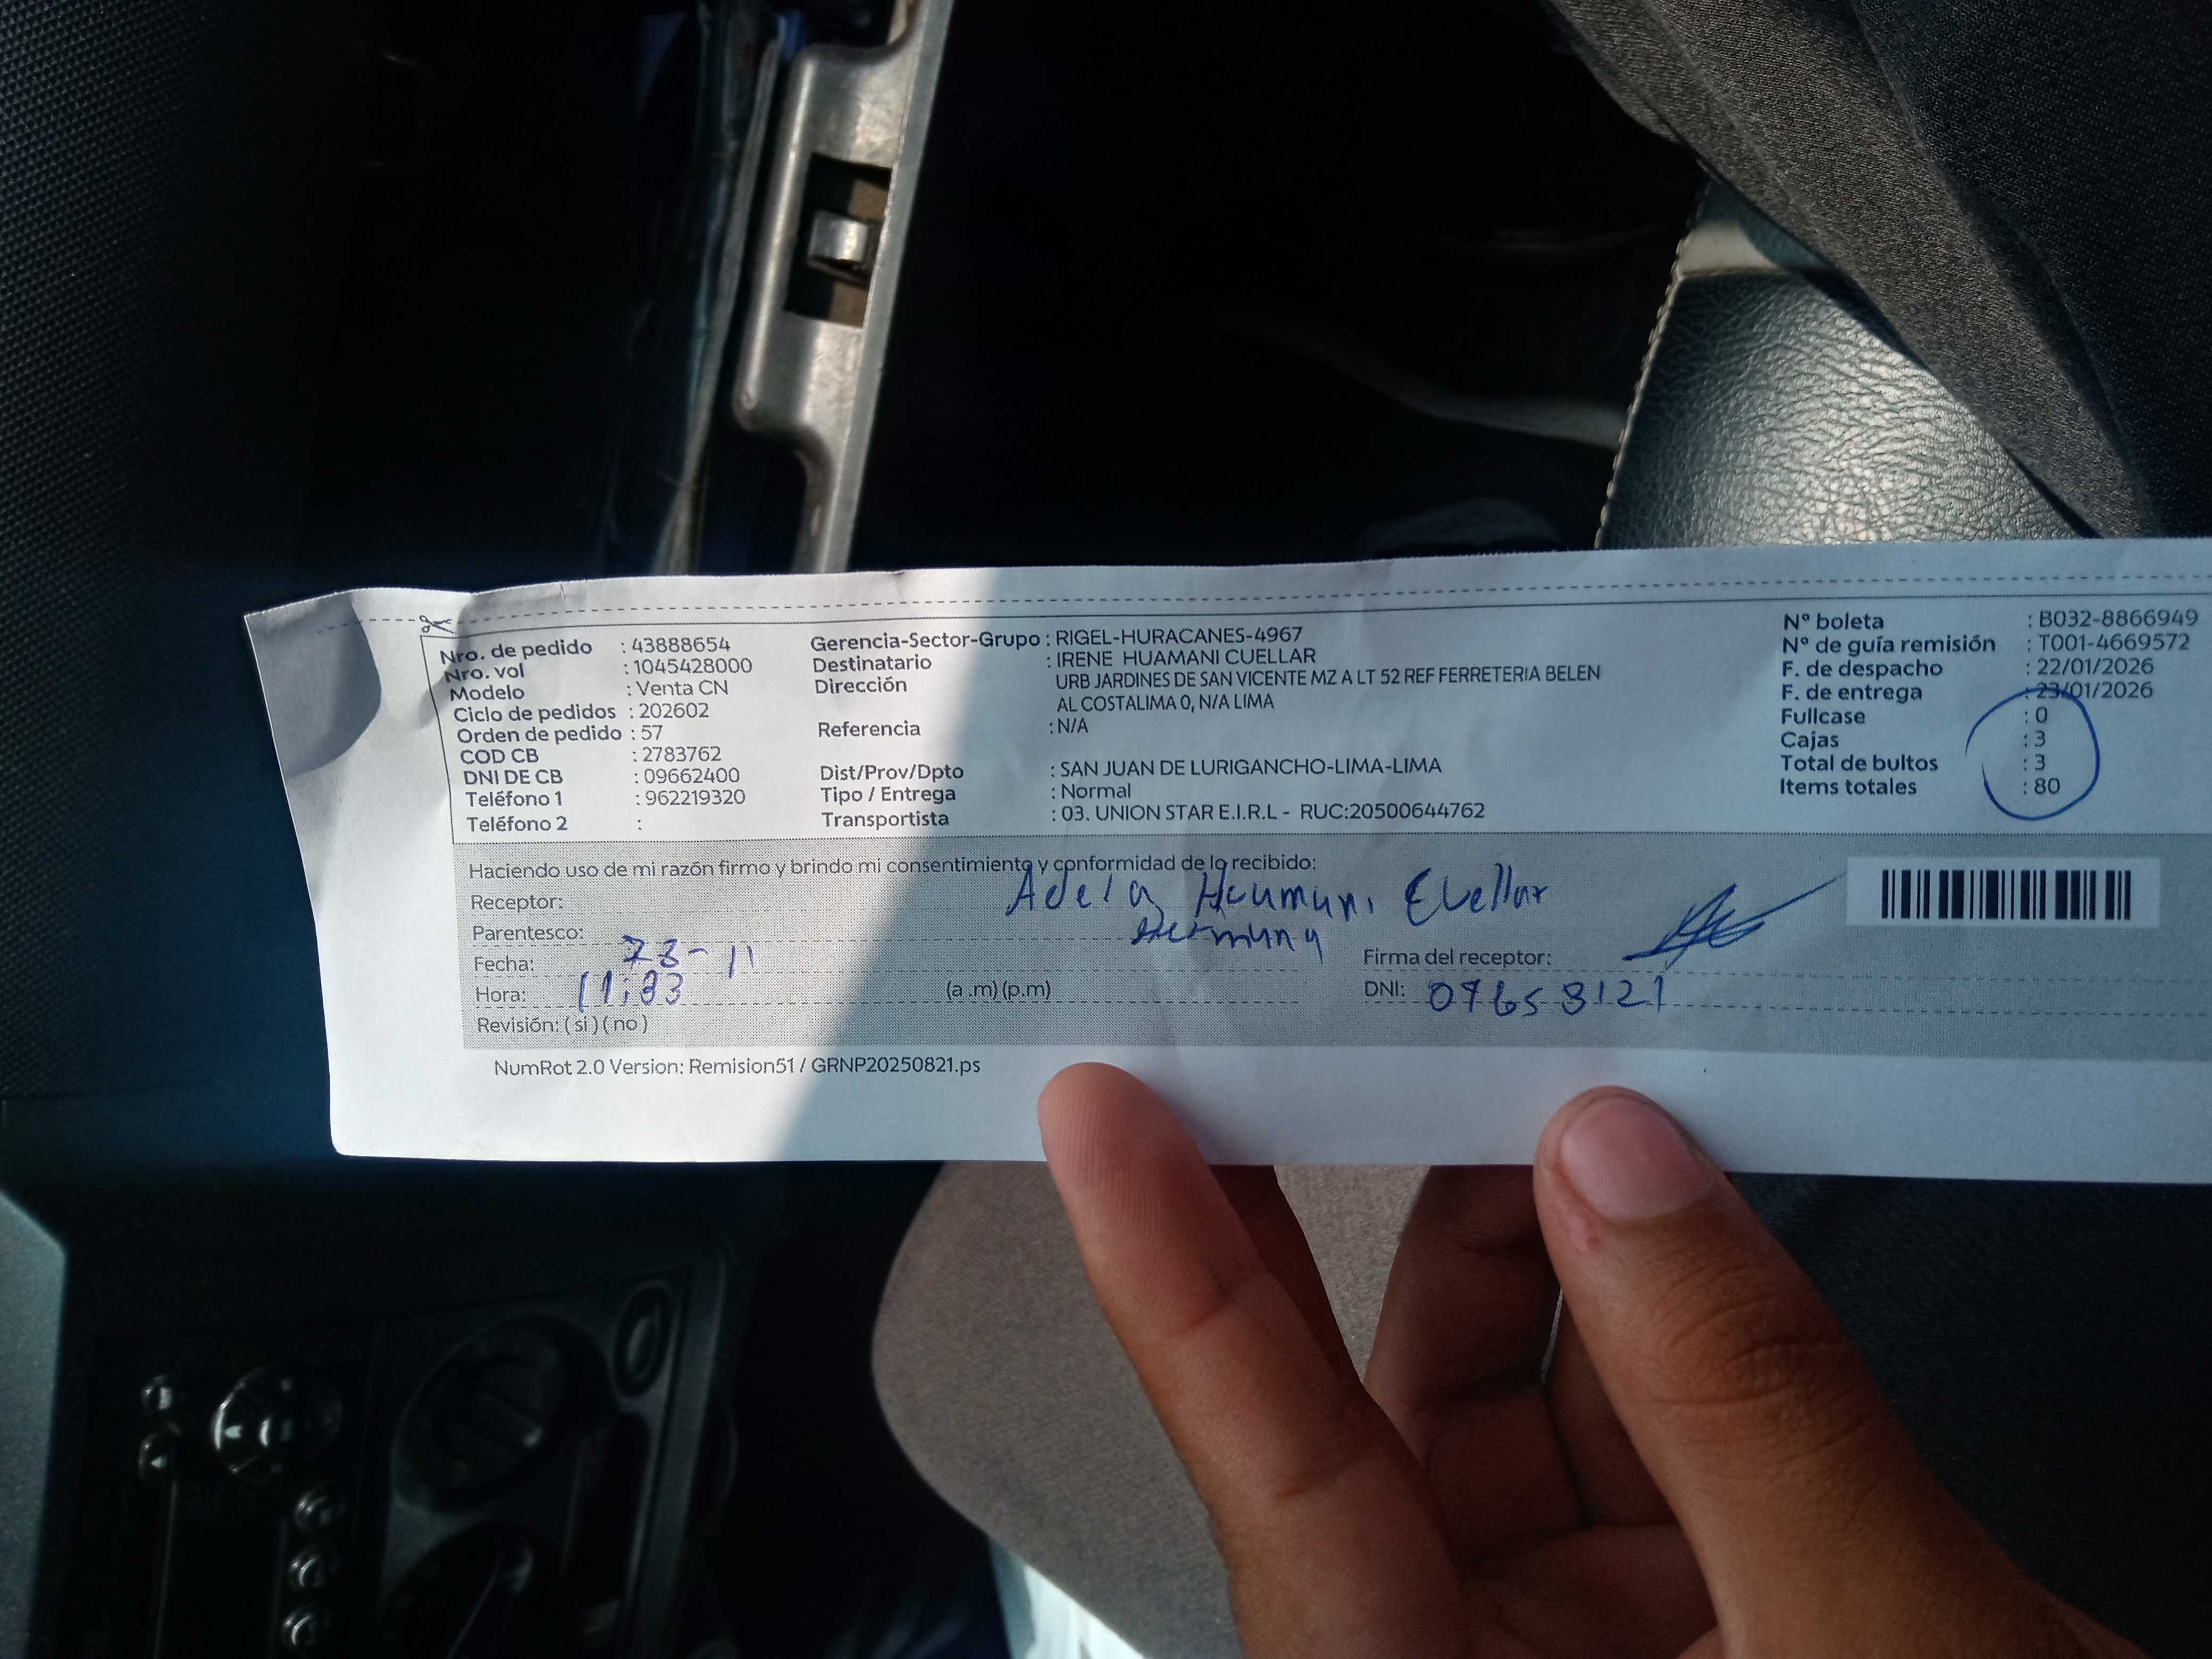 Nro. de pedido : 43888654
Nro. vol : 1045428000
Modelo : Venta CN
Ciclo de pedidos : 202602
Orden de pedido : 57
COD CB : 2783762
DNI DE CB : 09662400
Teléfono 1 : 962219320
Teléfono 2 :
Gerencia-Sector-Grupo : RIGEL-HURACANES-4967
Destinatario : IRENE HUAMANI CUELLAR
Dirección URB JARDINES DE SAN VICENTE MZ A LT 52 REF FERRETERIA BELEN
AL COSTALIMA 0, N/A LIMA
Referencia : N/A
Dist/Prov/Dpto : SAN JUAN DE LURIGANCHO-LIMA-LIMA
Tipo / Entrega : Normal
Transportista : 03. UNION STAR E.I.R.L - RUC:20500644762
Nº boleta : B032-8866949
Nº de guía remisión : T001-4669572
F. de despacho : 22/01/2026
F. de entrega : 23/01/2026
Fullcase : 0
Cajas : 3
Total de bultos : 3
Items totales : 80
Haciendo uso de mi razón firmo y brindo mi consentimiento y conformidad de lo recibido:
Receptor: Adela
Parentesco:
Fecha:
Hora: (a .m) (p.m)
Revisión: ( si ) ( no )
Firma del receptor:
DNI:
NumRot 2.0 Version: Remision51 / GRNP20250821.ps